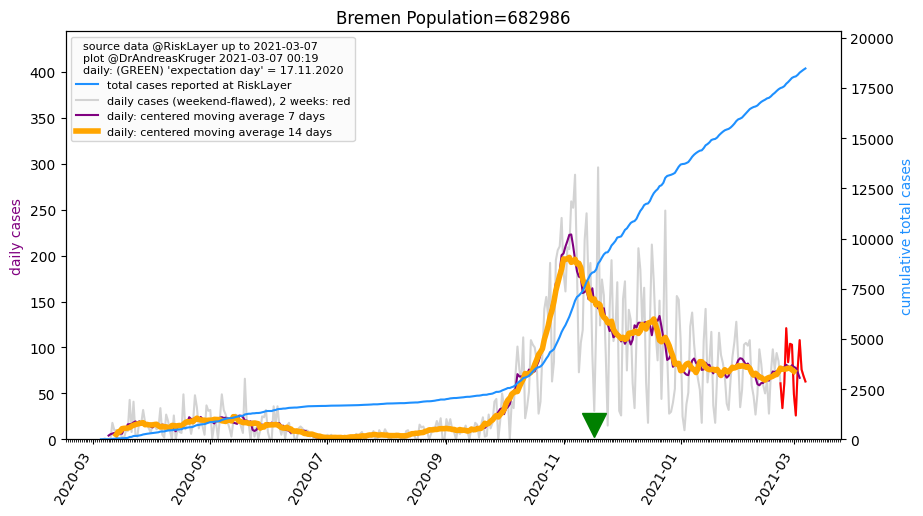 Bremen Population=682986
source data @RiskLayer up to 2021-03-07
plot @DrAndreasKruger 2021-03-07 00:19
daily: (GREEN) 'expectation day' = 17.11.2020
total cases reported at RiskLayer
daily cases (weekend-flawed), 2 weeks: red
daily: centered moving average 7 days
daily: centered moving average 14 days
daily cases
400
350
300
250
200
150
100
50
0
20000
17500
15000
12500
10000
7500
5000
2500
0
cumulative total cases
2020-03
2020-05
2020-07
2020-09
2020-11
2021-01
2021-03